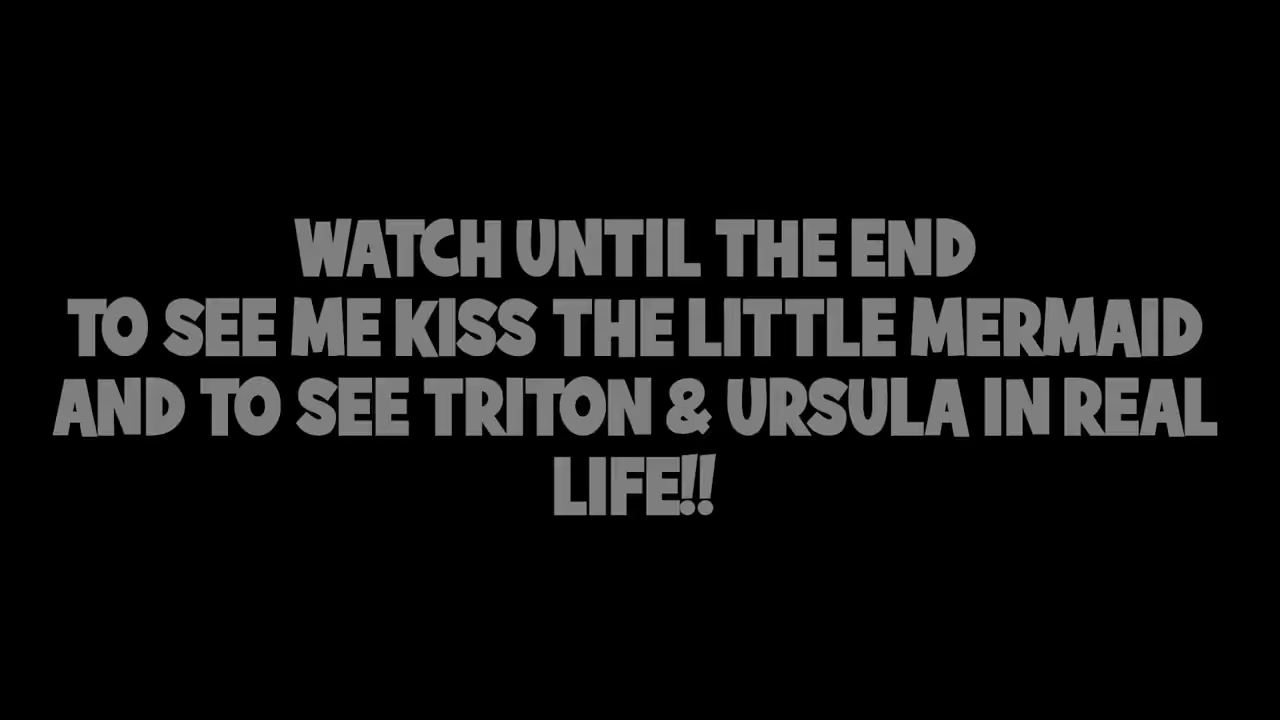 WATCH UNTIL THE END
TO SEE ME KISS THE LITTLE MERMAID
AND TO SEE TRITON & URSULA IN REAL
LIFE!!